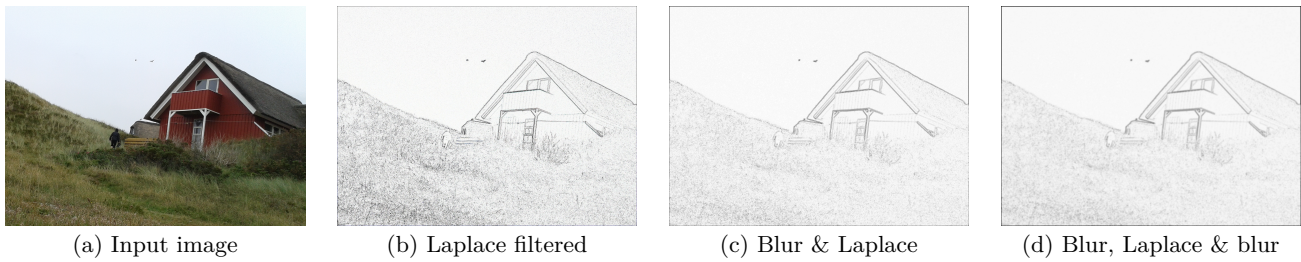 (a) Input image
(b) Laplace filtered
(c) Blur & Laplace
(d) Blur, Laplace & blur